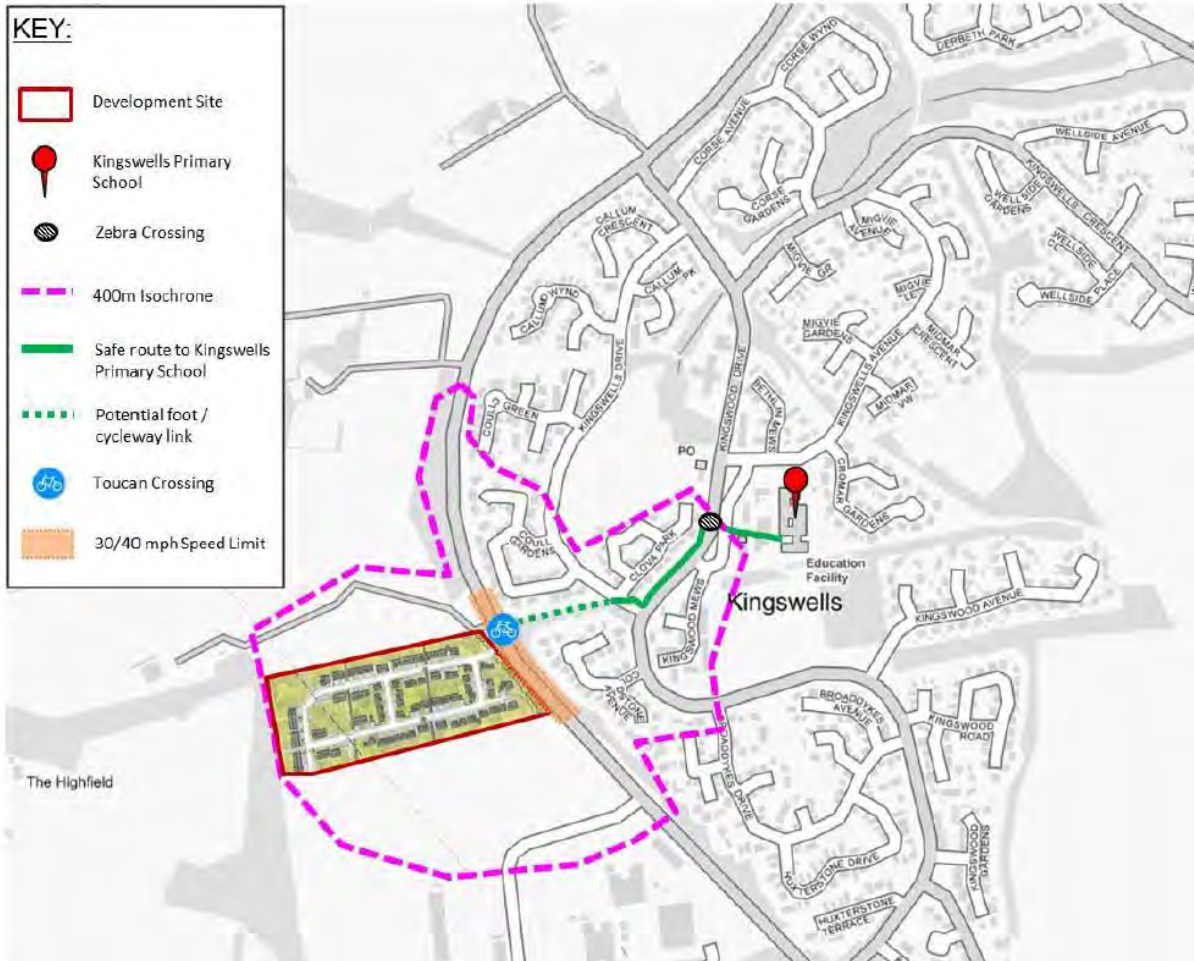 KEY:
Development Site
Kingswells Primary
School
Zebra Crossing
400m Isochrone
Safe route to Kingswells
Primary School
Potential foot /
cycleway link
Toucan Crossing
30/40 mph Speed Limit
CORSE WYND
DERBETH PARK
CORSE AVENUE
WELLSIDE AVENUE
KINGSWELLS CRESCENT
WELLSIDE
GARDENS
CORSE
GARDENS
CALLUM
CRESCENT
MIGVIE
AVENUE
WELLSIDE
CL
MIGVIE GR
WELLSIDE PLACE
CALLUM PK
CALLUM WYND
MIGVIE
LE
MIGVIE
GARDENS
MIDMAR
CRESCENT
KINGSWELLS DRIVE
KINGSWOOD DRIVE
KINGSWELLS AVENUE
MIDMAR
VW
BETHLIN
MEWS
COULL
GREEN
PO
CROMAR
GARDENS
COULL
GARDENS
CLOVA PARK
Education
Facility
Kingswells
KINGSWOOD MEWS
KINGSWOOD AVENUE
BROADDYKES
AVENUE
KINGSWOOD
ROAD
BROADDYKES DRIVE
The Highfield
KINGSWOOD
GARDENS
HUXTERSTONE DRIVE
HUXTERSTONE
TERRACE